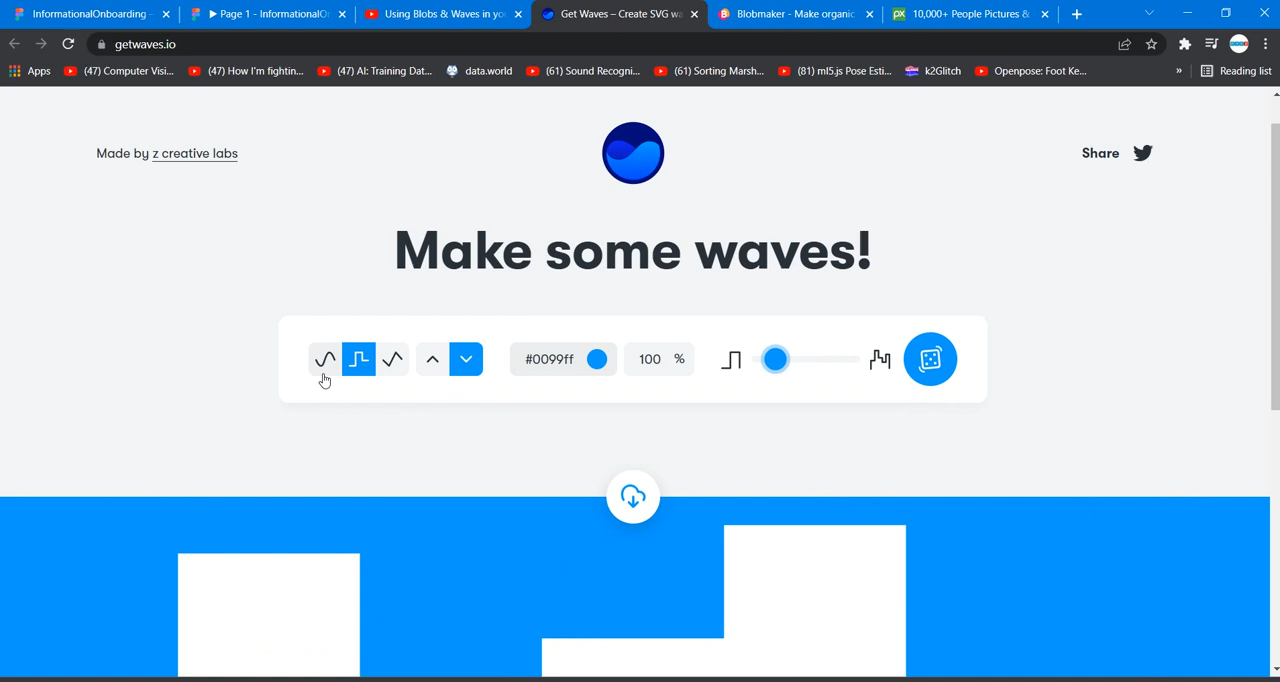 InformationalOnboarding –
▶ Page 1 - InformationalO
Using Blobs & Waves in yo
Get Waves – Create SVG wa
Blobmaker - Make organic
10,000+ People Pictures &
getwaves.io
Apps
(47) Computer Visi...
(47) How I'm fightin...
(47) AI: Training Dat...
data.world
(61) Sound Recogni...
(61) Sorting Marsh...
(81) ml5.js Pose Esti...
k2Glitch
Openpose: Foot Ke...
»
Reading list
Made by z creative labs
Share
Make some waves!
#0099ff
100 %